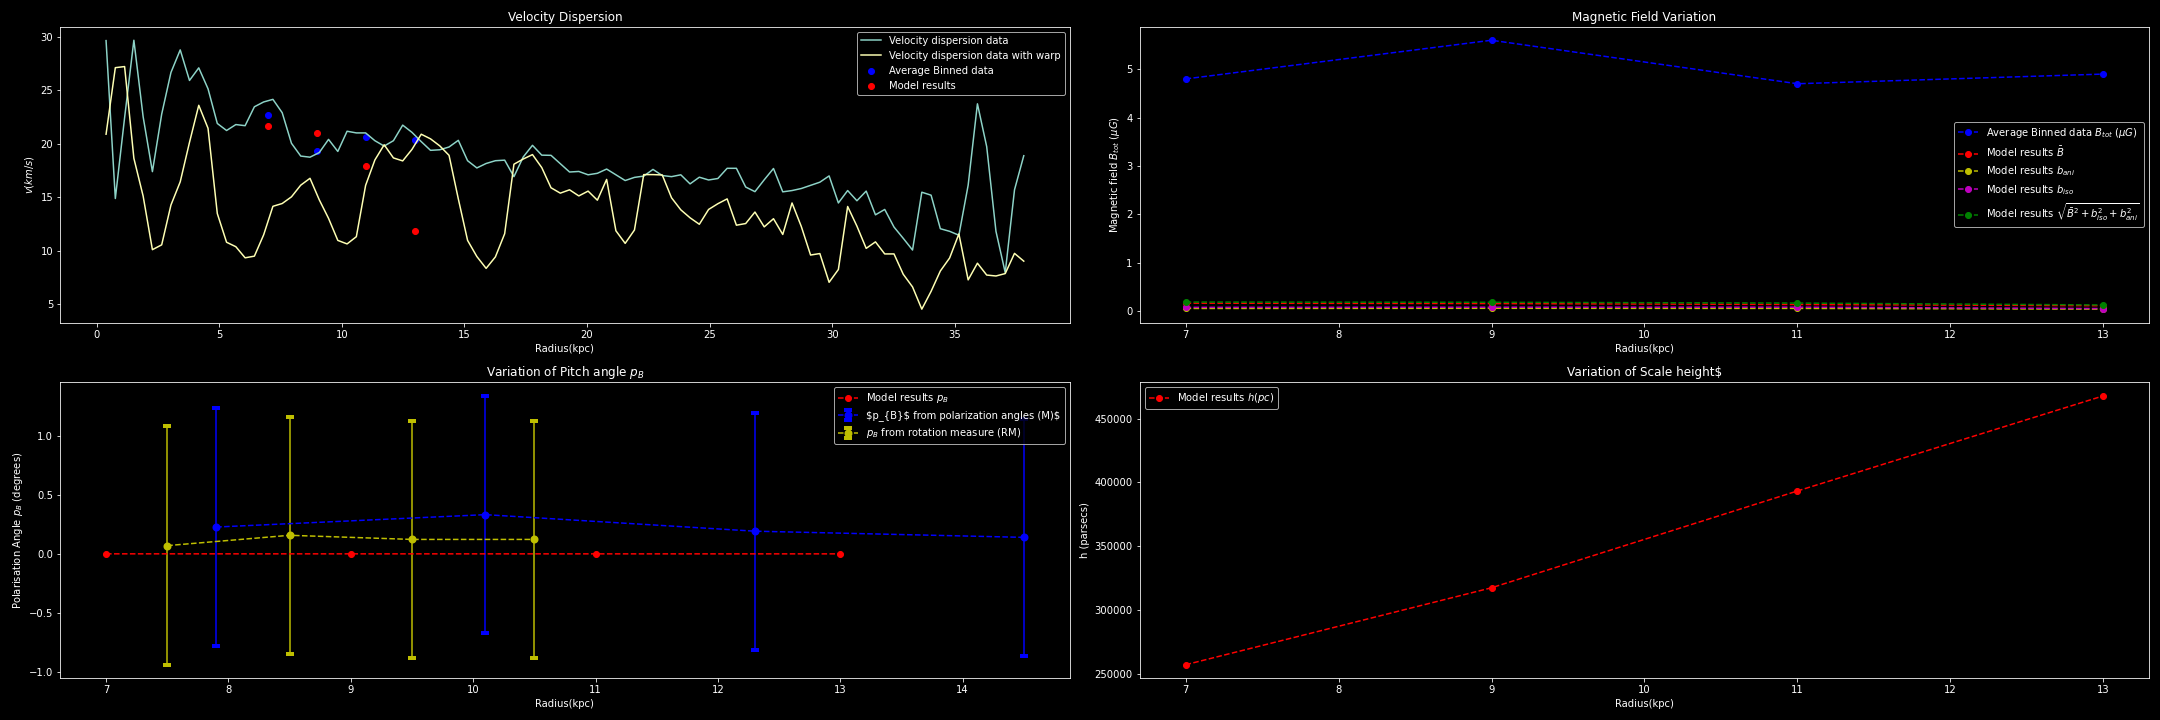 Velocity Dispersion
30
25
20
15
10
5
v(km/s)
0
5
10
15
20
25
30
35
Radius(kpc)
Velocity dispersion data
Velocity dispersion data with warp
Average Binned data
Model results
Magnetic Field Variation
5
4
3
2
1
0
Magnetic field B_tot (μG)
7
8
9
10
11
12
13
Radius(kpc)
Average Binned data B_tot (μG)
Model results B̄
Model results b_ani
Model results b_iso
Model results √(B̄² + b²_iso + b²_ani)
Variation of Pitch angle p_B
1.0
0.5
0.0
−0.5
−1.0
Polarisation Angle p_B (degrees)
7
8
9
10
11
12
13
14
Radius(kpc)
Model results p_B
$p_{B}$ from polarization angles (M)$
p_B from rotation measure (RM)
Variation of Scale height$
450000
400000
350000
300000
250000
h (parsecs)
7
8
9
10
11
12
13
Radius(kpc)
Model results h(pc)